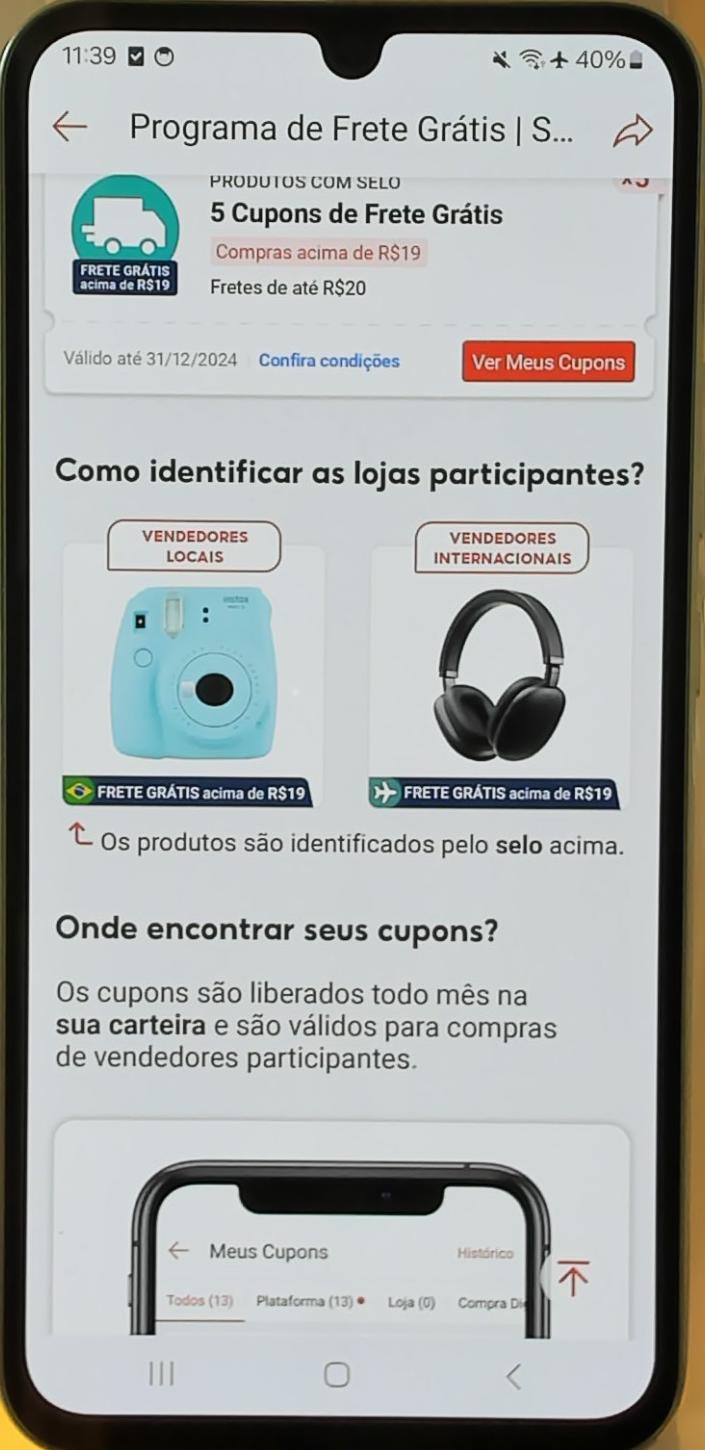 11:39
40%
Programa de Frete Grátis | S...
PRODUTOS COM SELO
x5
5 Cupons de Frete Grátis
Compras acima de R$19
FRETE GRÁTIS
acima de R$19
Fretes de até R$20
Válido até 31/12/2024
Confira condições
Ver Meus Cupons
Como identificar as lojas participantes?
VENDEDORES
LOCAIS
VENDEDORES
INTERNACIONAIS
instax
FRETE GRÁTIS acima de R$19
FRETE GRÁTIS acima de R$19
Os produtos são identificados pelo selo acima.
Onde encontrar seus cupons?
Os cupons são liberados todo mês na
sua carteira e são válidos para compras
de vendedores participantes.
Meus Cupons
Histórico
Todos (13)
Plataforma (13)
Loja (0)
Compra Di